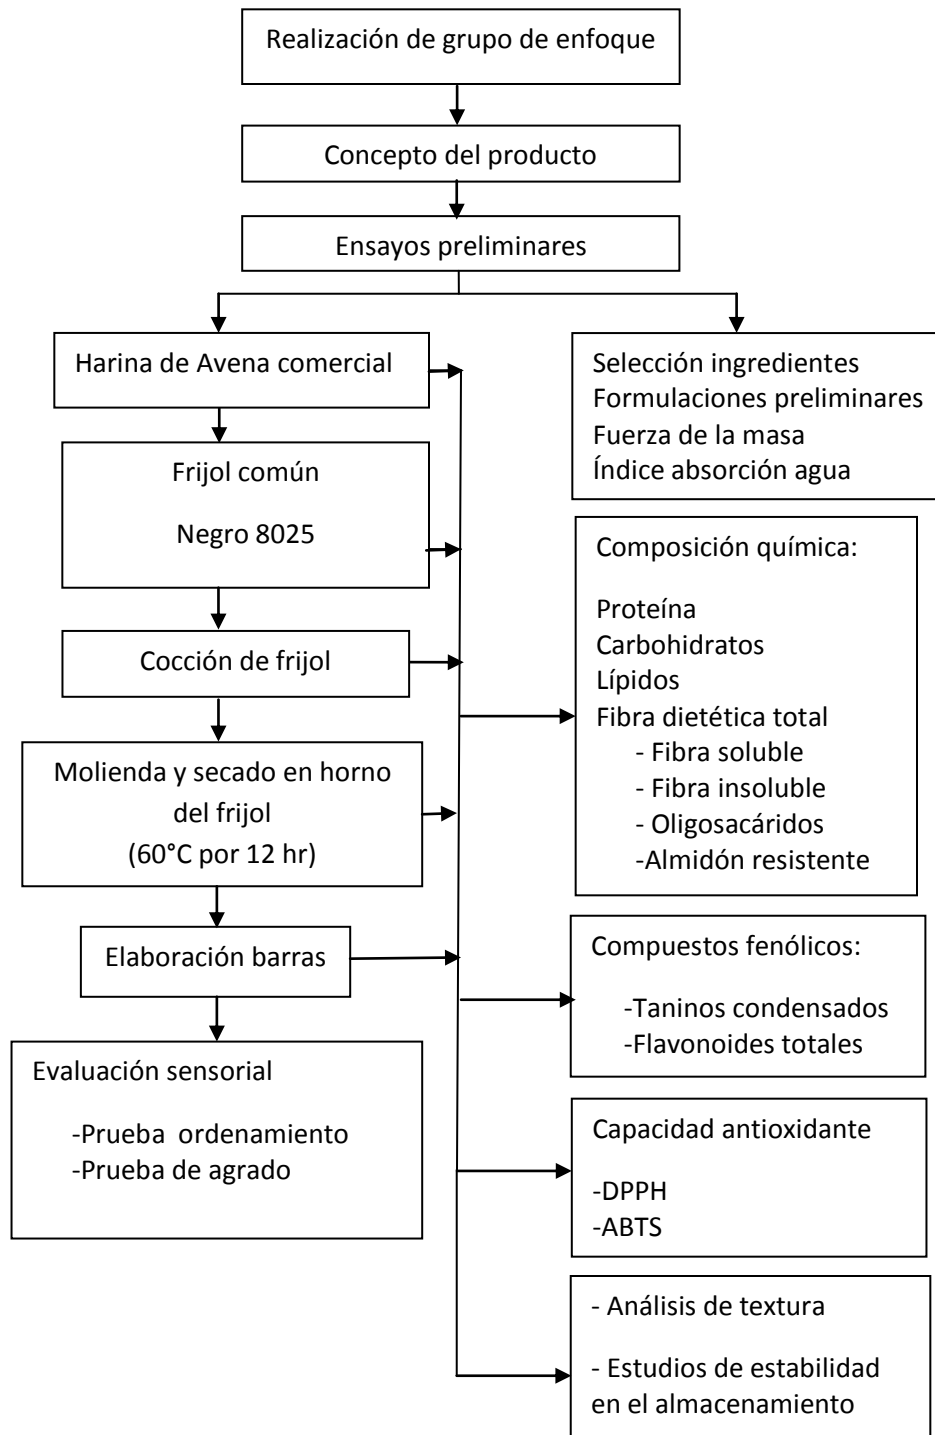 Realización de grupo de enfoque
Concepto del producto
Ensayos preliminares
Harina de Avena comercial
Frijol común
Negro 8025
Cocción de frijol
Molienda y secado en horno
del frijol
(60°C por 12 hr)
Elaboración barras
Evaluación sensorial
-Prueba ordenamiento
-Prueba de agrado
Selección ingredientes
Formulaciones preliminares
Fuerza de la masa
Índice absorción agua
Composición química:
Proteína
Carbohidratos
Lípidos
Fibra dietética total
- Fibra soluble
- Fibra insoluble
- Oligosacáridos
-Almidón resistente
Compuestos fenólicos:
-Taninos condensados
-Flavonoides totales
Capacidad antioxidante
-DPPH
-ABTS
- Análisis de textura
- Estudios de estabilidad
en el almacenamiento